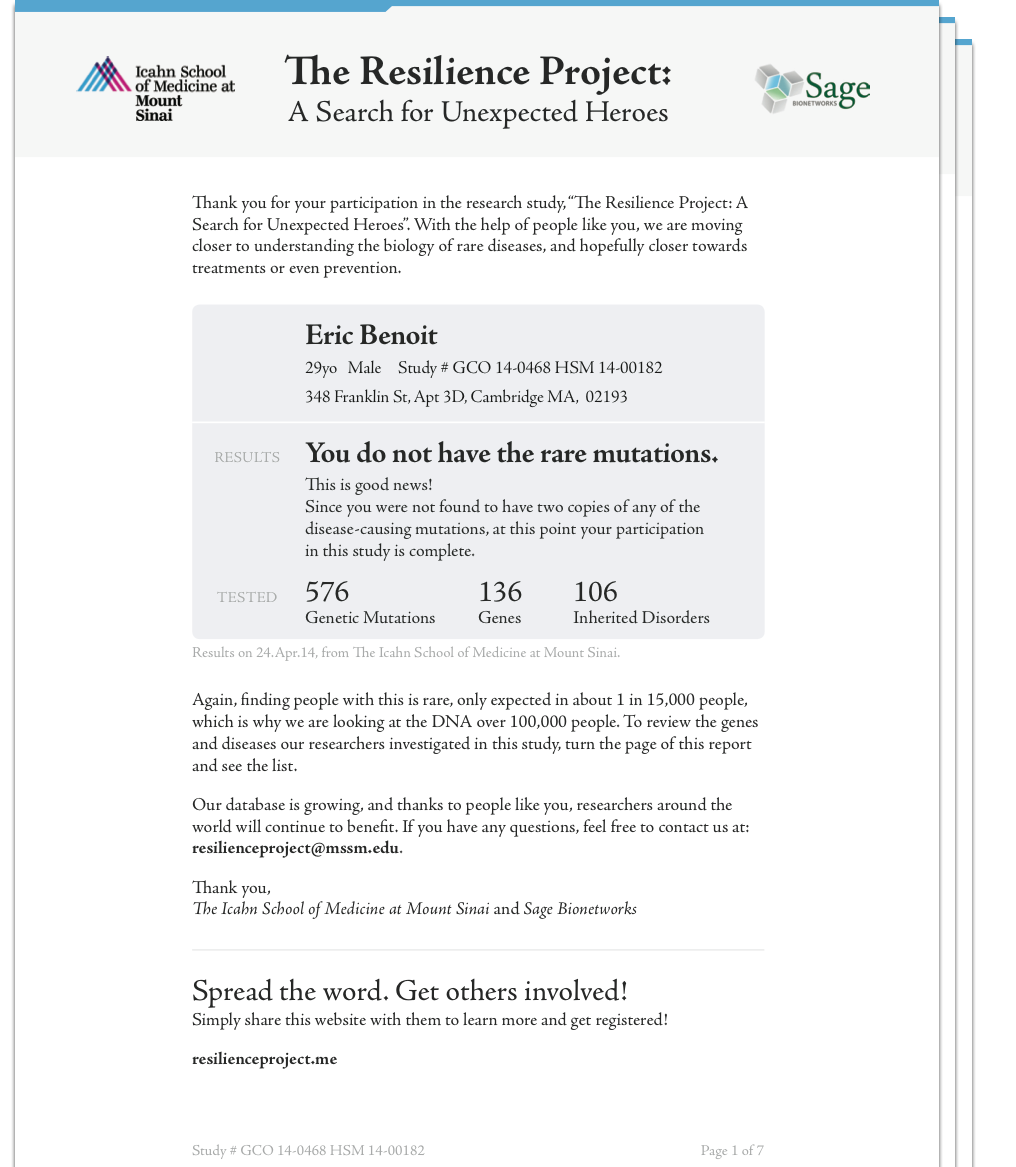 Icahn School
of Medicine at
Mount
Sinai
The Resilience Project:
A Search for Unexpected Heroes
Sage
BIONETWORKS
Thank you for your participation in the research study, “The Resilience Project: A
Search for Unexpected Heroes”. With the help of people like you, we are moving
closer to understanding the biology of rare diseases, and hopefully closer towards
treatments or even prevention.
Eric Benoit
29yo Male Study # GCO 14-0468 HSM 14-00182
348 Franklin St, Apt 3D, Cambridge MA, 02193
RESULTS
You do not have the rare mutations.
This is good news!
Since you were not found to have two copies of any of the
disease-causing mutations, at this point your participation
in this study is complete.
TESTED
576 136 106
Genetic Mutations Genes Inherited Disorders
Results on 24.Apr.14, from The Icahn School of Medicine at Mount Sinai.
Again, finding people with this is rare, only expected in about 1 in 15,000 people,
which is why we are looking at the DNA over 100,000 people. To review the genes
and diseases our researchers investigated in this study, turn the page of this report
and see the list.
Our database is growing, and thanks to people like you, researchers around the
world will continue to benefit. If you have any questions, feel free to contact us at:
resilienceproject@mssm.edu.
Thank you,
The Icahn School of Medicine at Mount Sinai and Sage Bionetworks
Spread the word. Get others involved!
Simply share this website with them to learn more and get registered!
resilienceproject.me
Study # GCO 14-0468 HSM 14-00182 Page 1 of 7